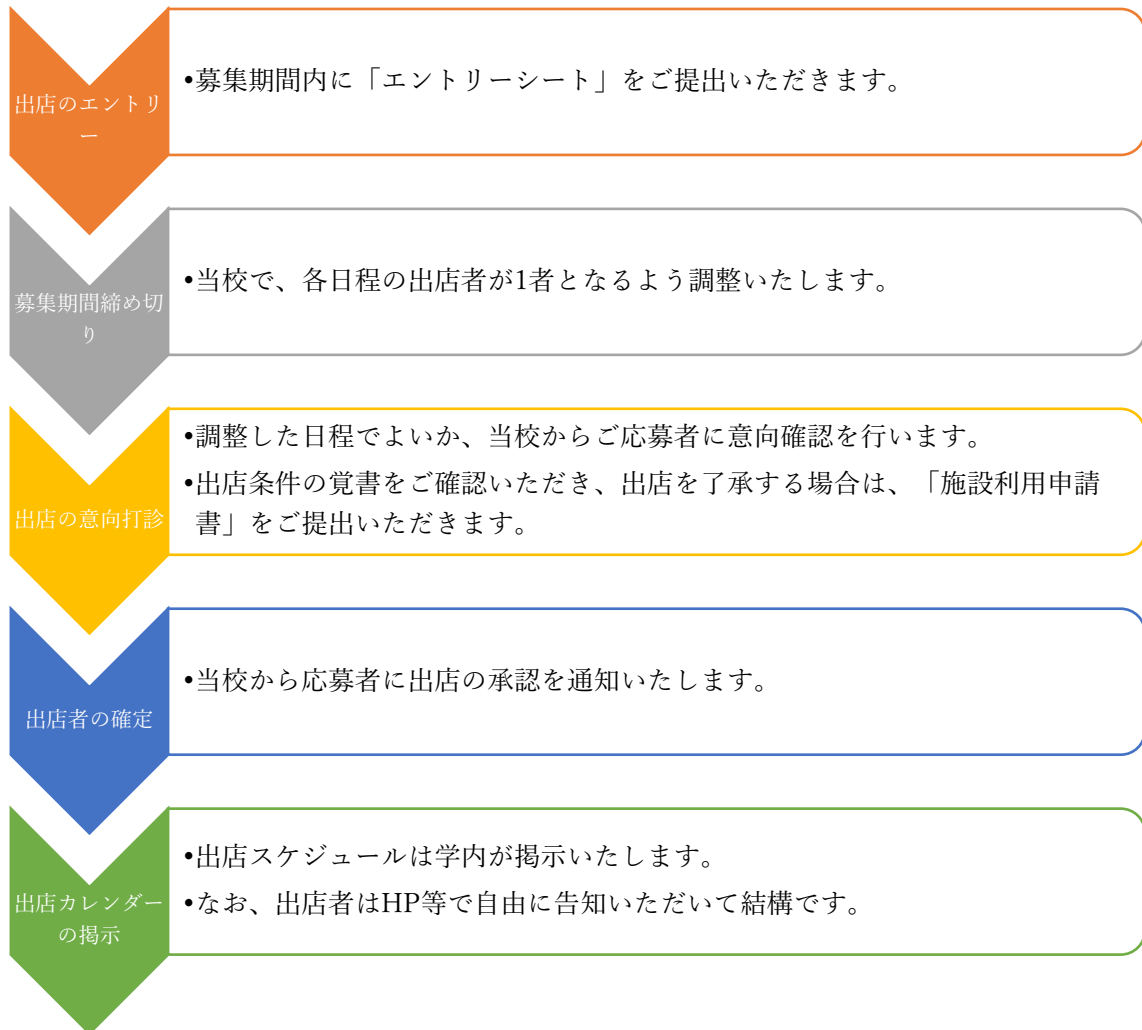 出店のエントリ
ー
•募集期間内に「エントリーシート」をご提出いただきます。
募集期間締め切
り
•当校で、各日程の出店者が1者となるよう調整いたします。
出店の意向打診
•調整した日程でよいか、当校からご応募者に意向確認を行います。
•出店条件の覚書をご確認いただき、出店を了承する場合は、「施設利用申請
書」をご提出いただきます。
出店者の確定
•当校から応募者に出店の承認を通知いたします。
出店カレンダー
の掲示
•出店スケジュールは学内が掲示いたします。
•なお、出店者はHP等で自由に告知いただいて結構です。